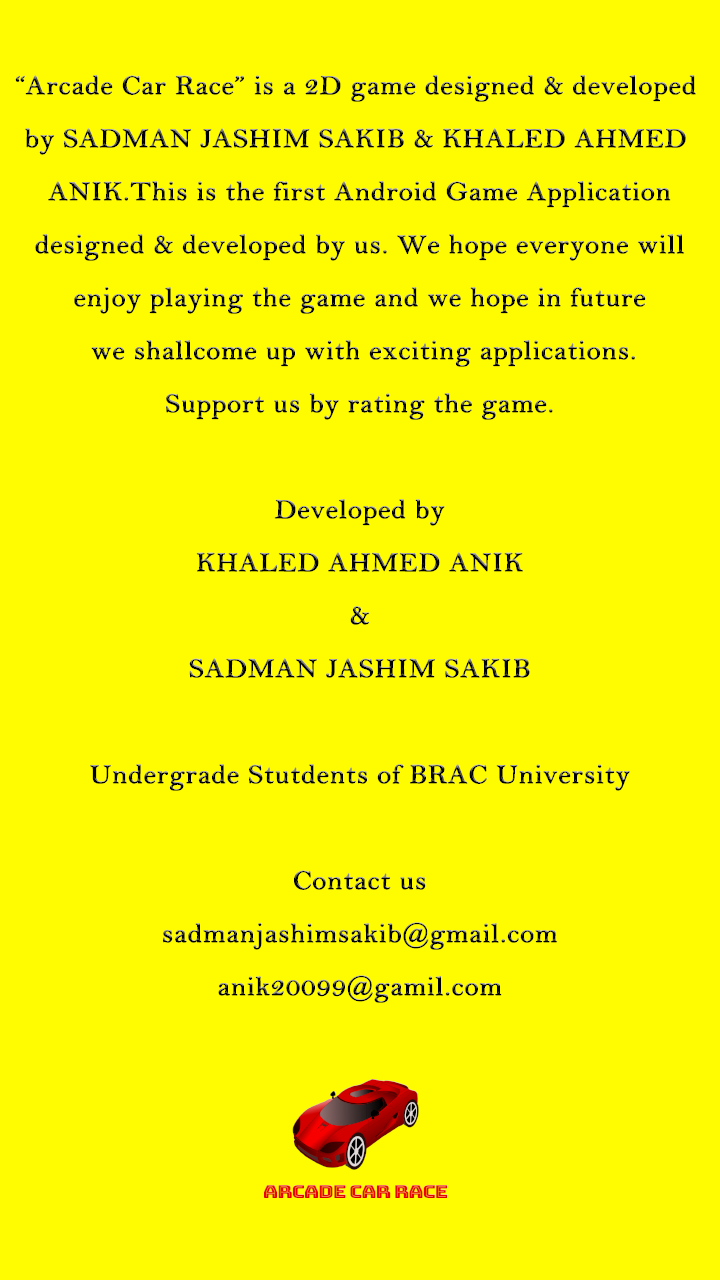 “Arcade Car Race” is a 2D game designed & developed
by SADMAN JASHIM SAKIB & KHALED AHMED
ANIK.This is the first Android Game Application
designed & developed by us. We hope everyone will
enjoy playing the game and we hope in future
we shallcome up with exciting applications.
Support us by rating the game.
Developed by
KHALED AHMED ANIK
&
SADMAN JASHIM SAKIB
Undergrade Stutdents of BRAC University
Contact us
sadmanjashimsakib@gmail.com
anik20099@gamil.com
ARCADE CAR RACE